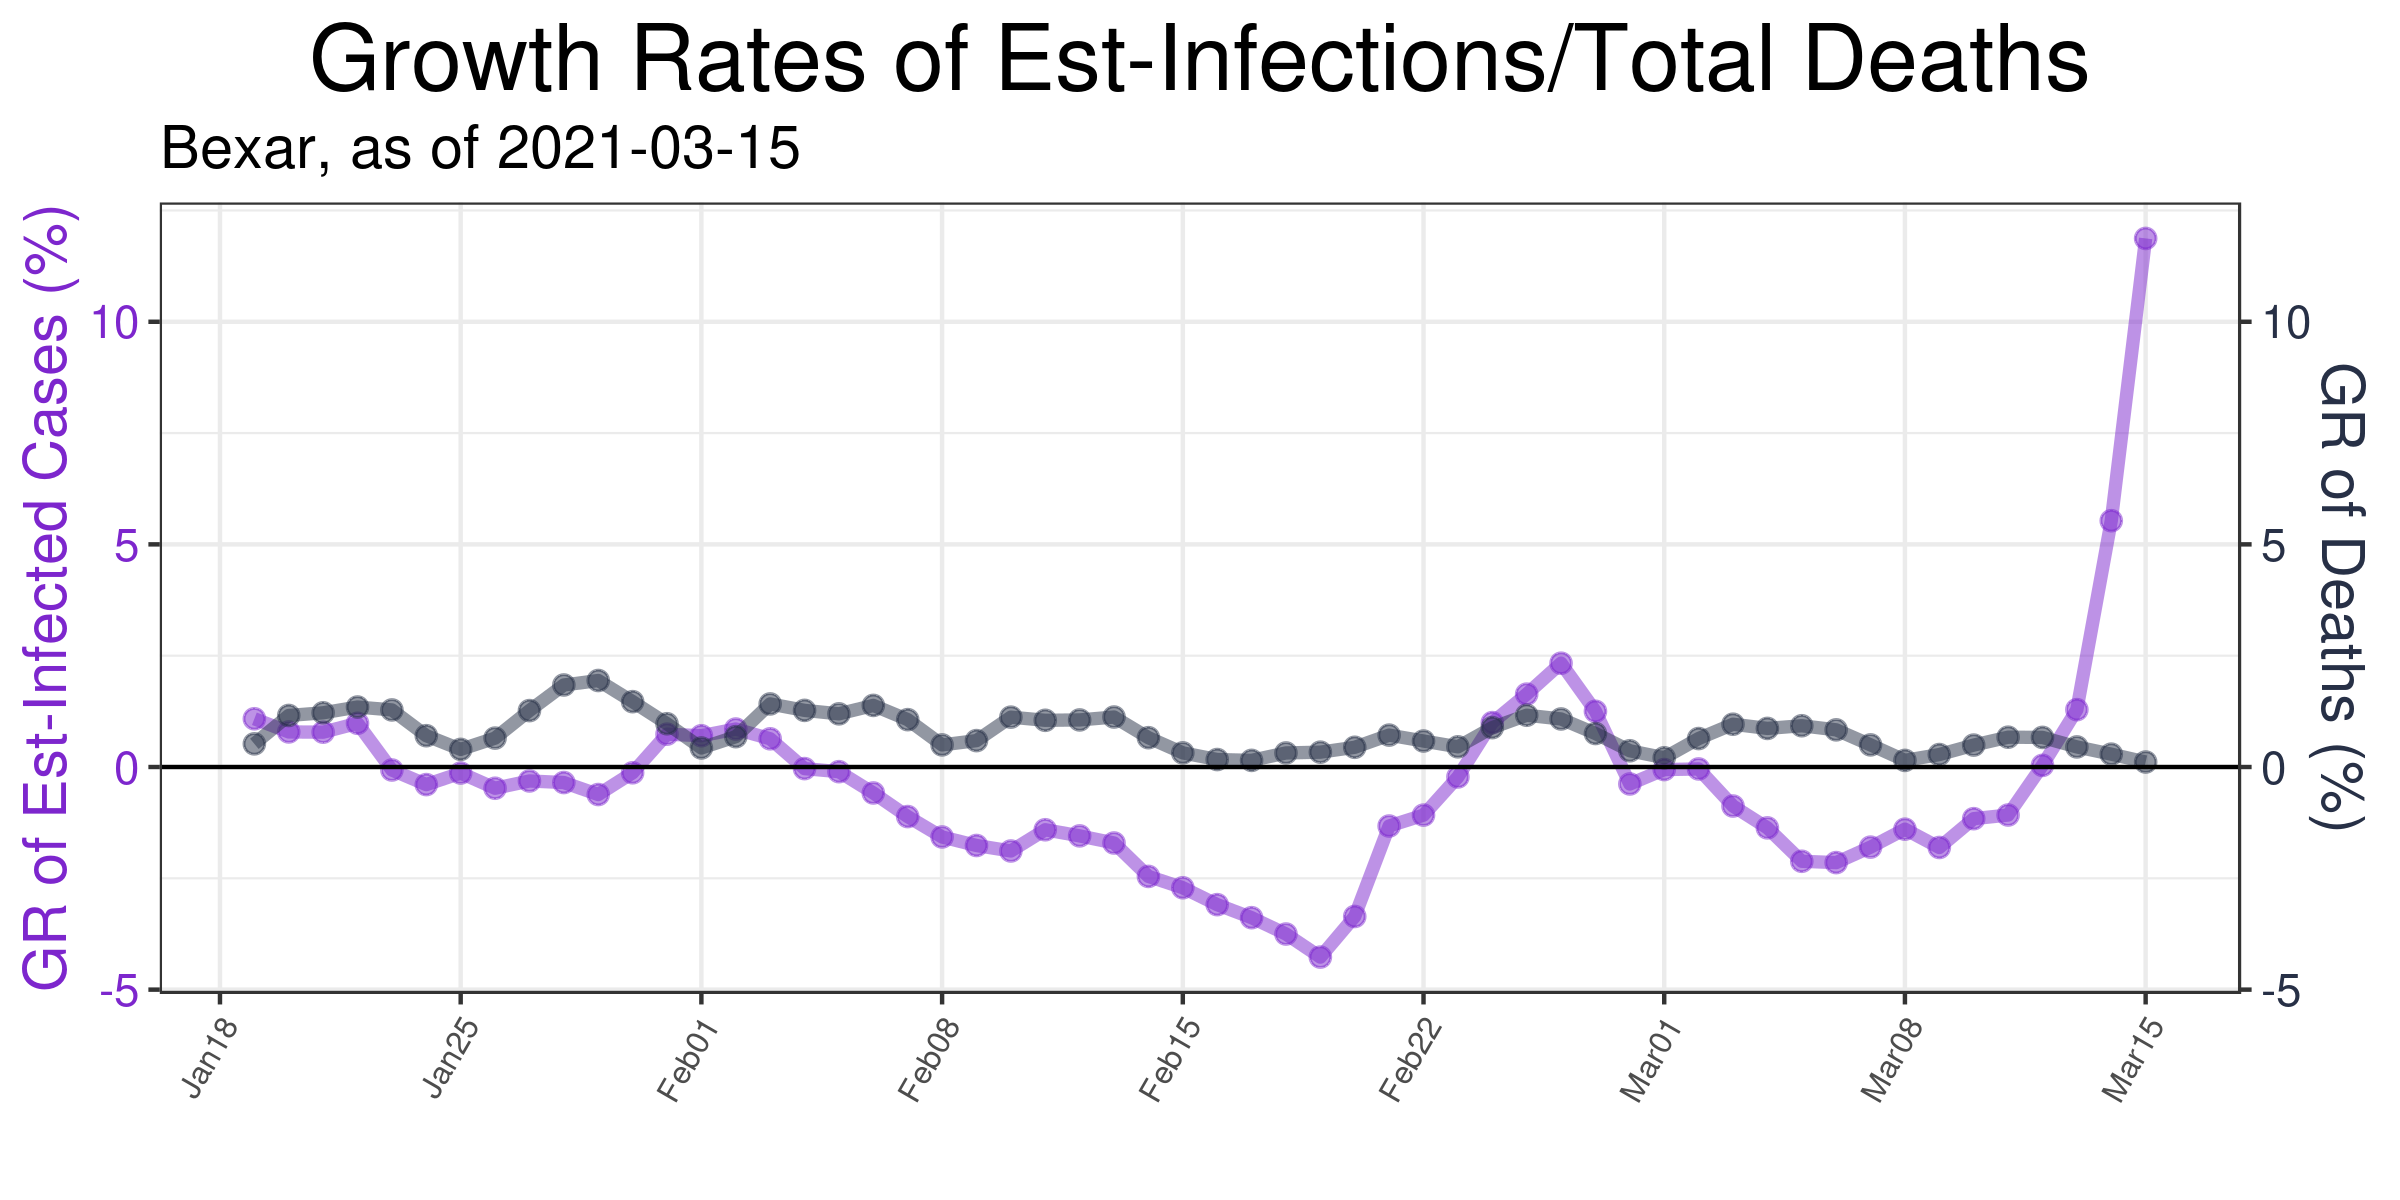 Growth Rates of Est-Infections/Total Deaths
Bexar, as of 2021-03-15
GR of Est-Infected Cases (%)
10
5
0
-5
10
5
0
-5
GR of Deaths (%)
Jan18
Jan25
Feb01
Feb08
Feb15
Feb22
Mar01
Mar08
Mar15